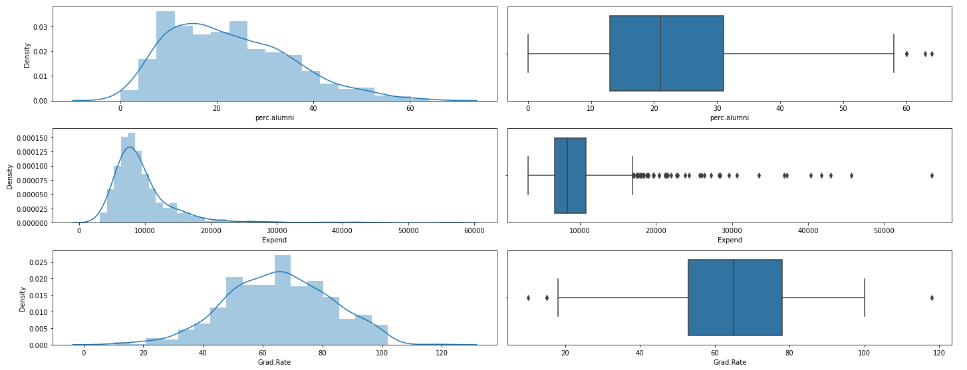 0.03
0.02
0.01
0.00
Density
0 20 40 60
perc.alumni
0 10 20 30 40 50 60
perc.alumni
0.000150
0.000125
0.000100
0.000075
0.000050
0.000025
0.000000
Density
0 10000 20000 30000 40000 50000 60000
Expend
10000 20000 30000 40000 50000
Expend
0.025
0.020
0.015
0.010
0.005
0.000
Density
0 20 40 60 80 100 120
Grad.Rate
20 40 60 80 100 120
Grad.Rate